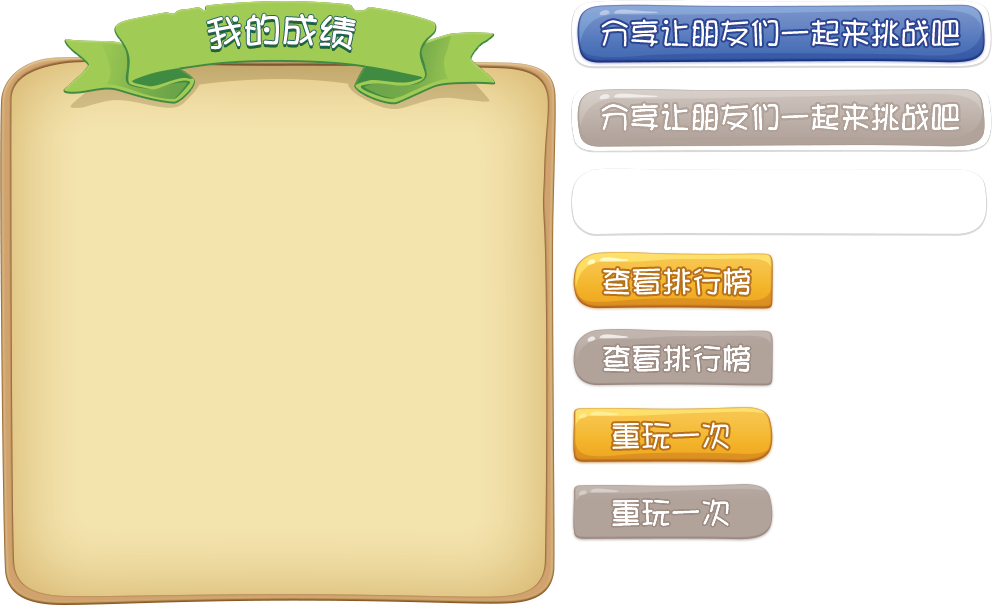 我的成绩
分享让朋友们一起来挑战吧
分享让朋友们一起来挑战吧
查看排行榜
查看排行榜
重玩一次
重玩一次